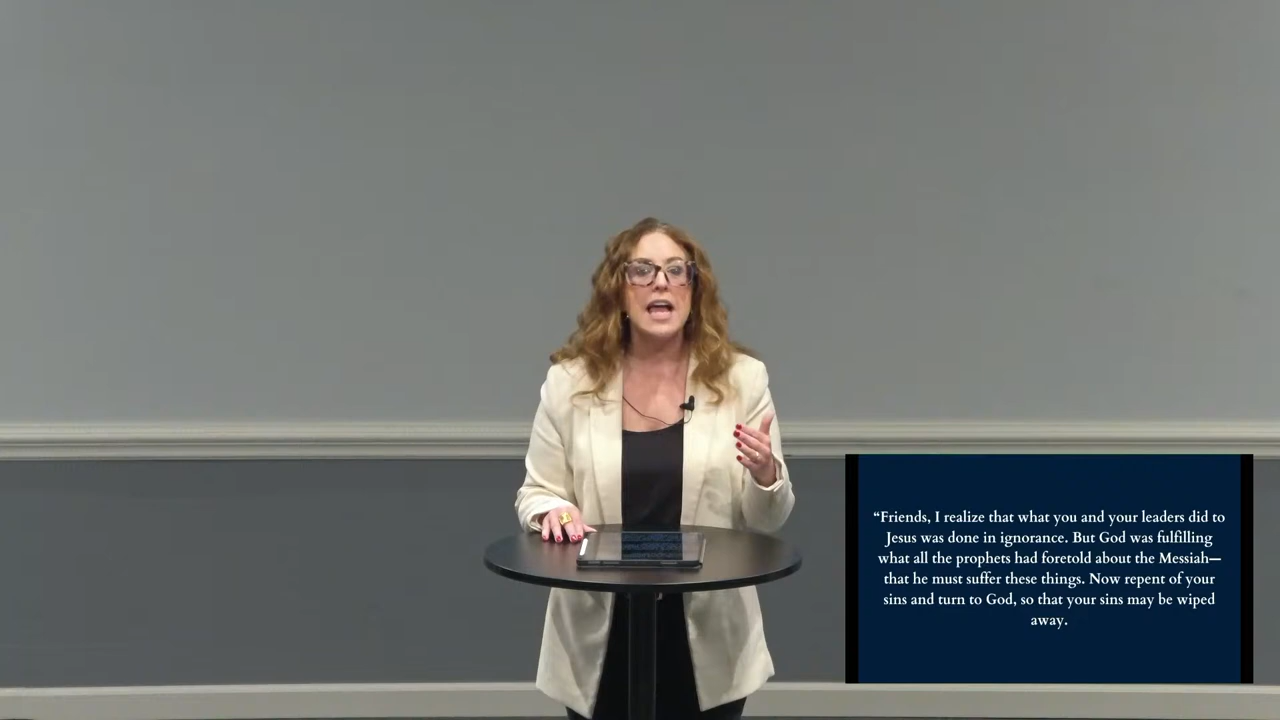 “Friends, I realize that what you and your leaders did to
Jesus was done in ignorance. But God was fulfilling
what all the prophets had foretold about the Messiah—
that he must suffer these things. Now repent of your
sins and turn to God, so that your sins may be wiped
away.